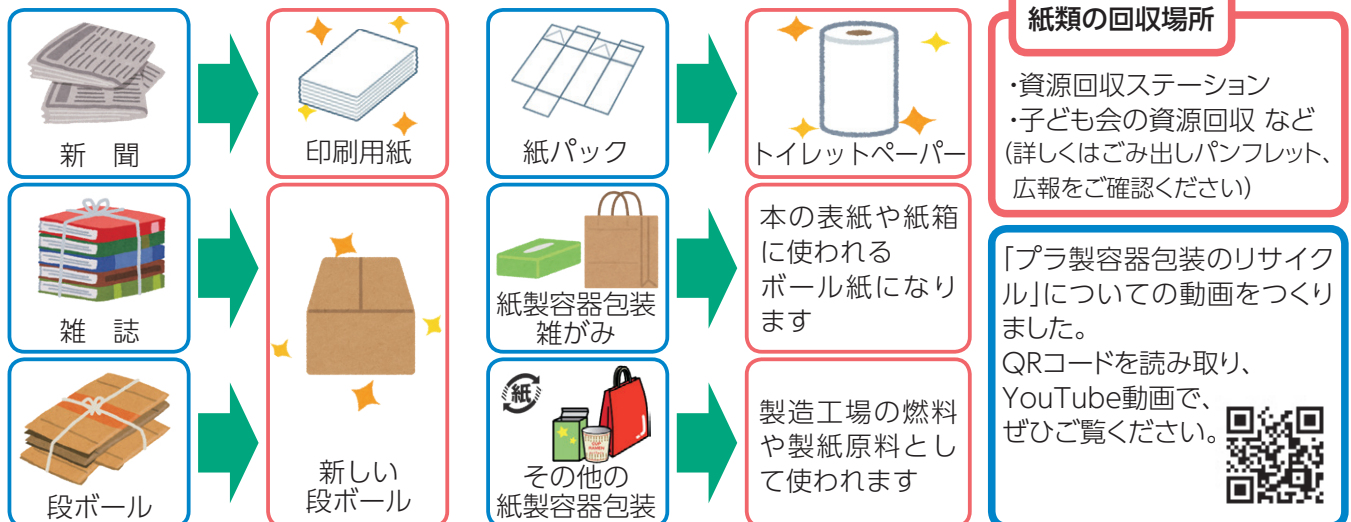 新聞
印刷用紙
紙パック
トイレットペーパー
雑誌
段ボール
新しい
段ボール
紙製容器包装
雑がみ
本の表紙や紙箱
に使われる
ボール紙になり
ます
紙
その他の
紙製容器包装
製造工場の燃料
や製紙原料とし
て使われます
紙類の回収場所
・資源回収ステーション
・子ども会の資源回収 など
(詳しくはごみ出しパンフレット、
広報をご確認ください)
「プラ製容器包装のリサイク
ル」についての動画をつくり
ました。
QRコードを読み取り、
YouTube動画で、
ぜひご覧ください。